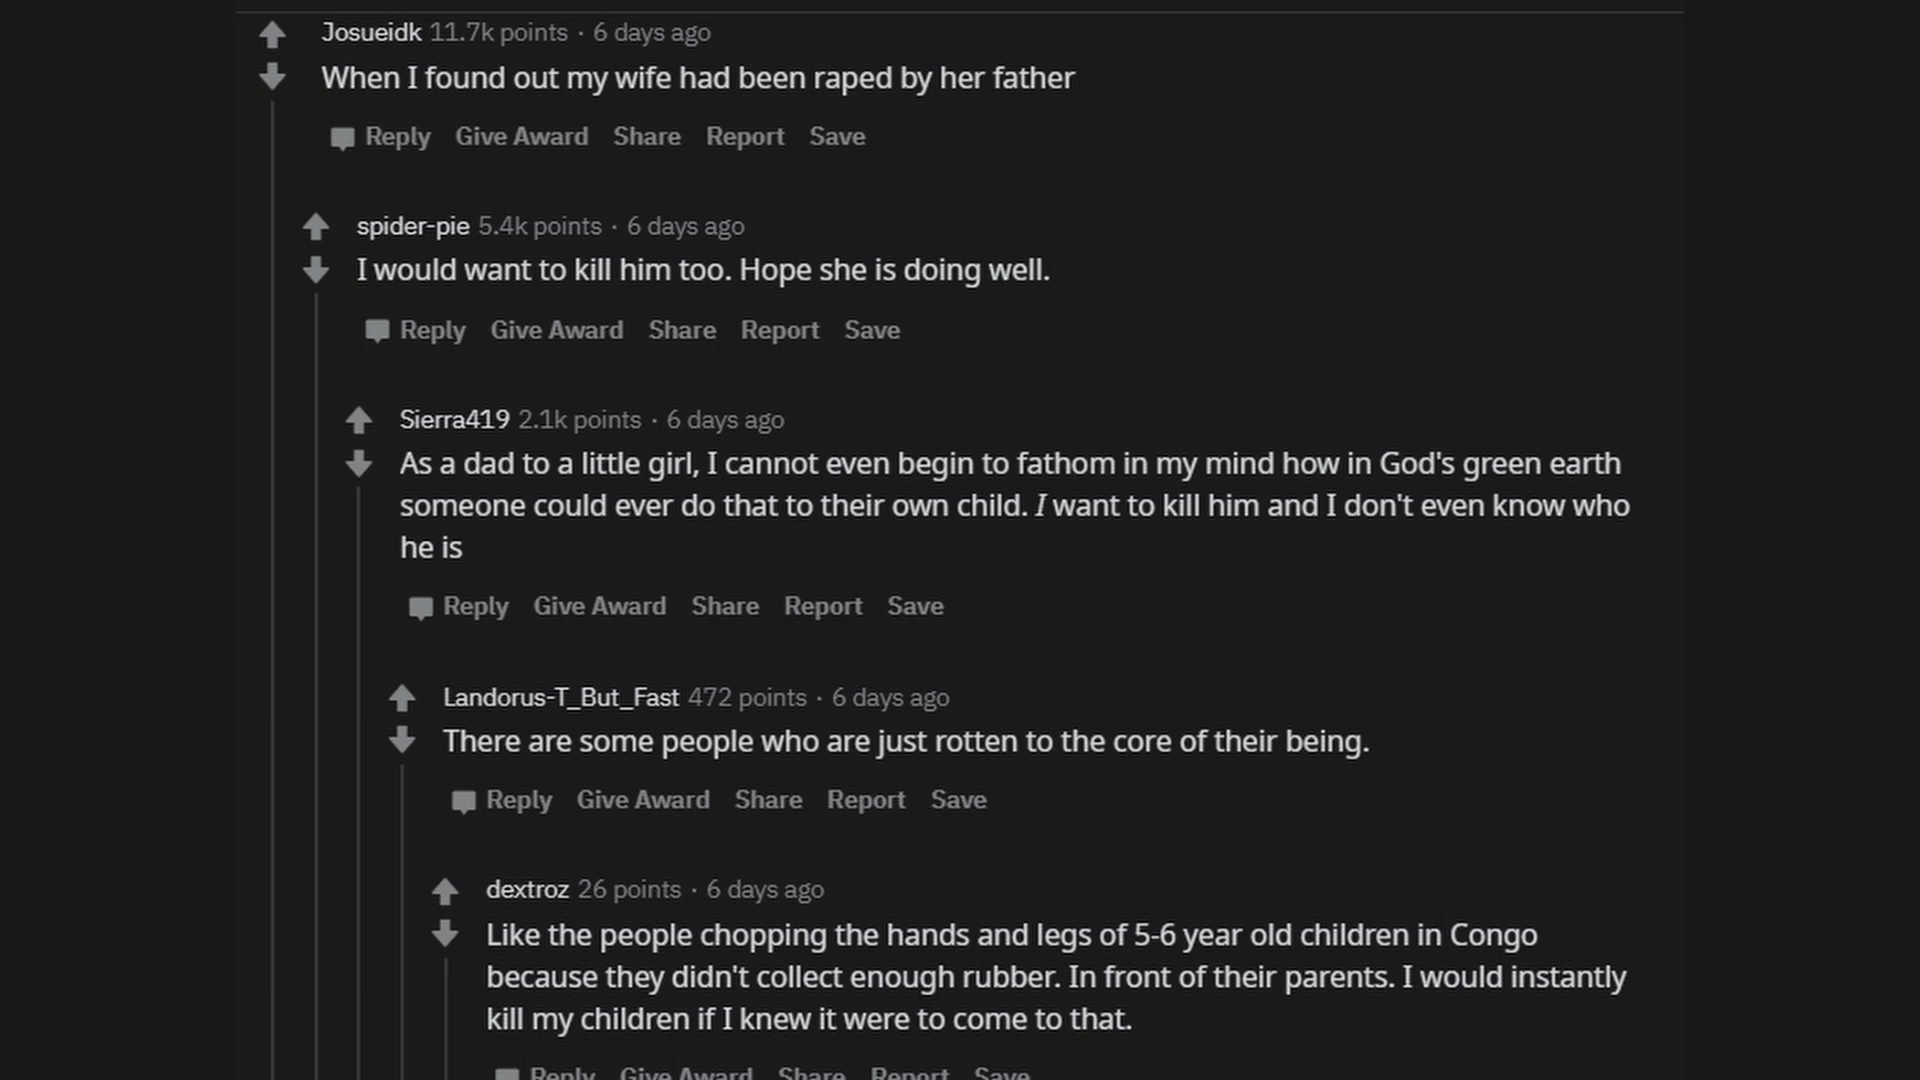 Josueidk 11.7k points · 6 days ago
When I found out my wife had been raped by her father
Reply Give Award Share Report Save
spider-pie 5.4k points · 6 days ago
I would want to kill him too. Hope she is doing well.
Reply Give Award Share Report Save
Sierra419 2.1k points · 6 days ago
As a dad to a little girl, I cannot even begin to fathom in my mind how in God's green earth
someone could ever do that to their own child. I want to kill him and I don't even know who
he is
Reply Give Award Share Report Save
Landorus-T_But_Fast 472 points · 6 days ago
There are some people who are just rotten to the core of their being.
Reply Give Award Share Report Save
dextroz 26 points · 6 days ago
Like the people chopping the hands and legs of 5-6 year old children in Congo
because they didn't collect enough rubber. In front of their parents. I would instantly
kill my children if I knew it were to come to that.
Reply Give Award Share Report Save